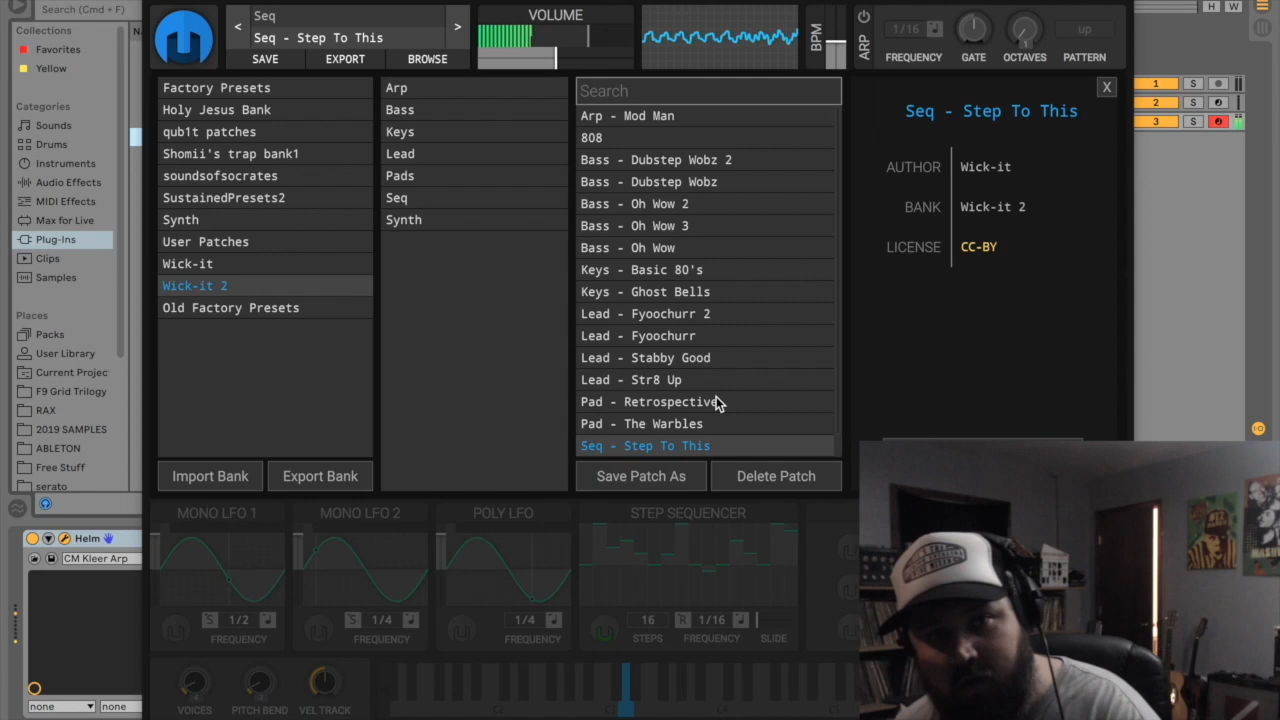 Collections
Favorites
Yellow
Categories
Sounds
Drums
Instruments
Audio Effects
MIDI Effects
Max for Live
Plug-Ins
Clips
Samples
Places
Packs
User Library
Current Projec
F9 Grid Trilogy
RAX
2019 SAMPLES
ABLETON
Free Stuff
serato
N
<
Seq
Seq - Step To This
>
SAVE
EXPORT
BROWSE
VOLUME
BPM
ARP
1/16
FREQUENCY
GATE
OCTAVES
1
up
PATTERN
H
W
1
S
2
S
3
S
Factory Presets
Holy Jesus Bank
qub1t patches
Shomii's trap bank1
soundsofsocrates
SustainedPresets2
Synth
User Patches
Wick-it
Wick-it 2
Old Factory Presets
Import Bank
Export Bank
Arp
Bass
Keys
Lead
Pads
Seq
Synth
Search
Arp - Mod Man
808
Bass - Dubstep Wobz 2
Bass - Dubstep Wobz
Bass - Oh Wow 2
Bass - Oh Wow 3
Bass - Oh Wow
Keys - Basic 80's
Keys - Ghost Bells
Lead - Fyoochurr 2
Lead - Fyoochurr
Lead - Stabby Good
Lead - Str8 Up
Pad - Retrospective
Pad - The Warbles
Seq - Step To This
Save Patch As
Delete Patch
X
Seq - Step To This
AUTHOR
Wick-it
BANK
Wick-it 2
LICENSE
CC-BY
MONO LFO 1
MONO LFO 2
POLY LFO
STEP SEQUENCER
S
1/2
FREQUENCY
S
1/4
FREQUENCY
1/4
FREQUENCY
16
STEPS
R
1/16
FREQUENCY
SLIDE
VOICES
PITCH BEND
VEL TRACK
Helm
CM Kleer Arp
none
none